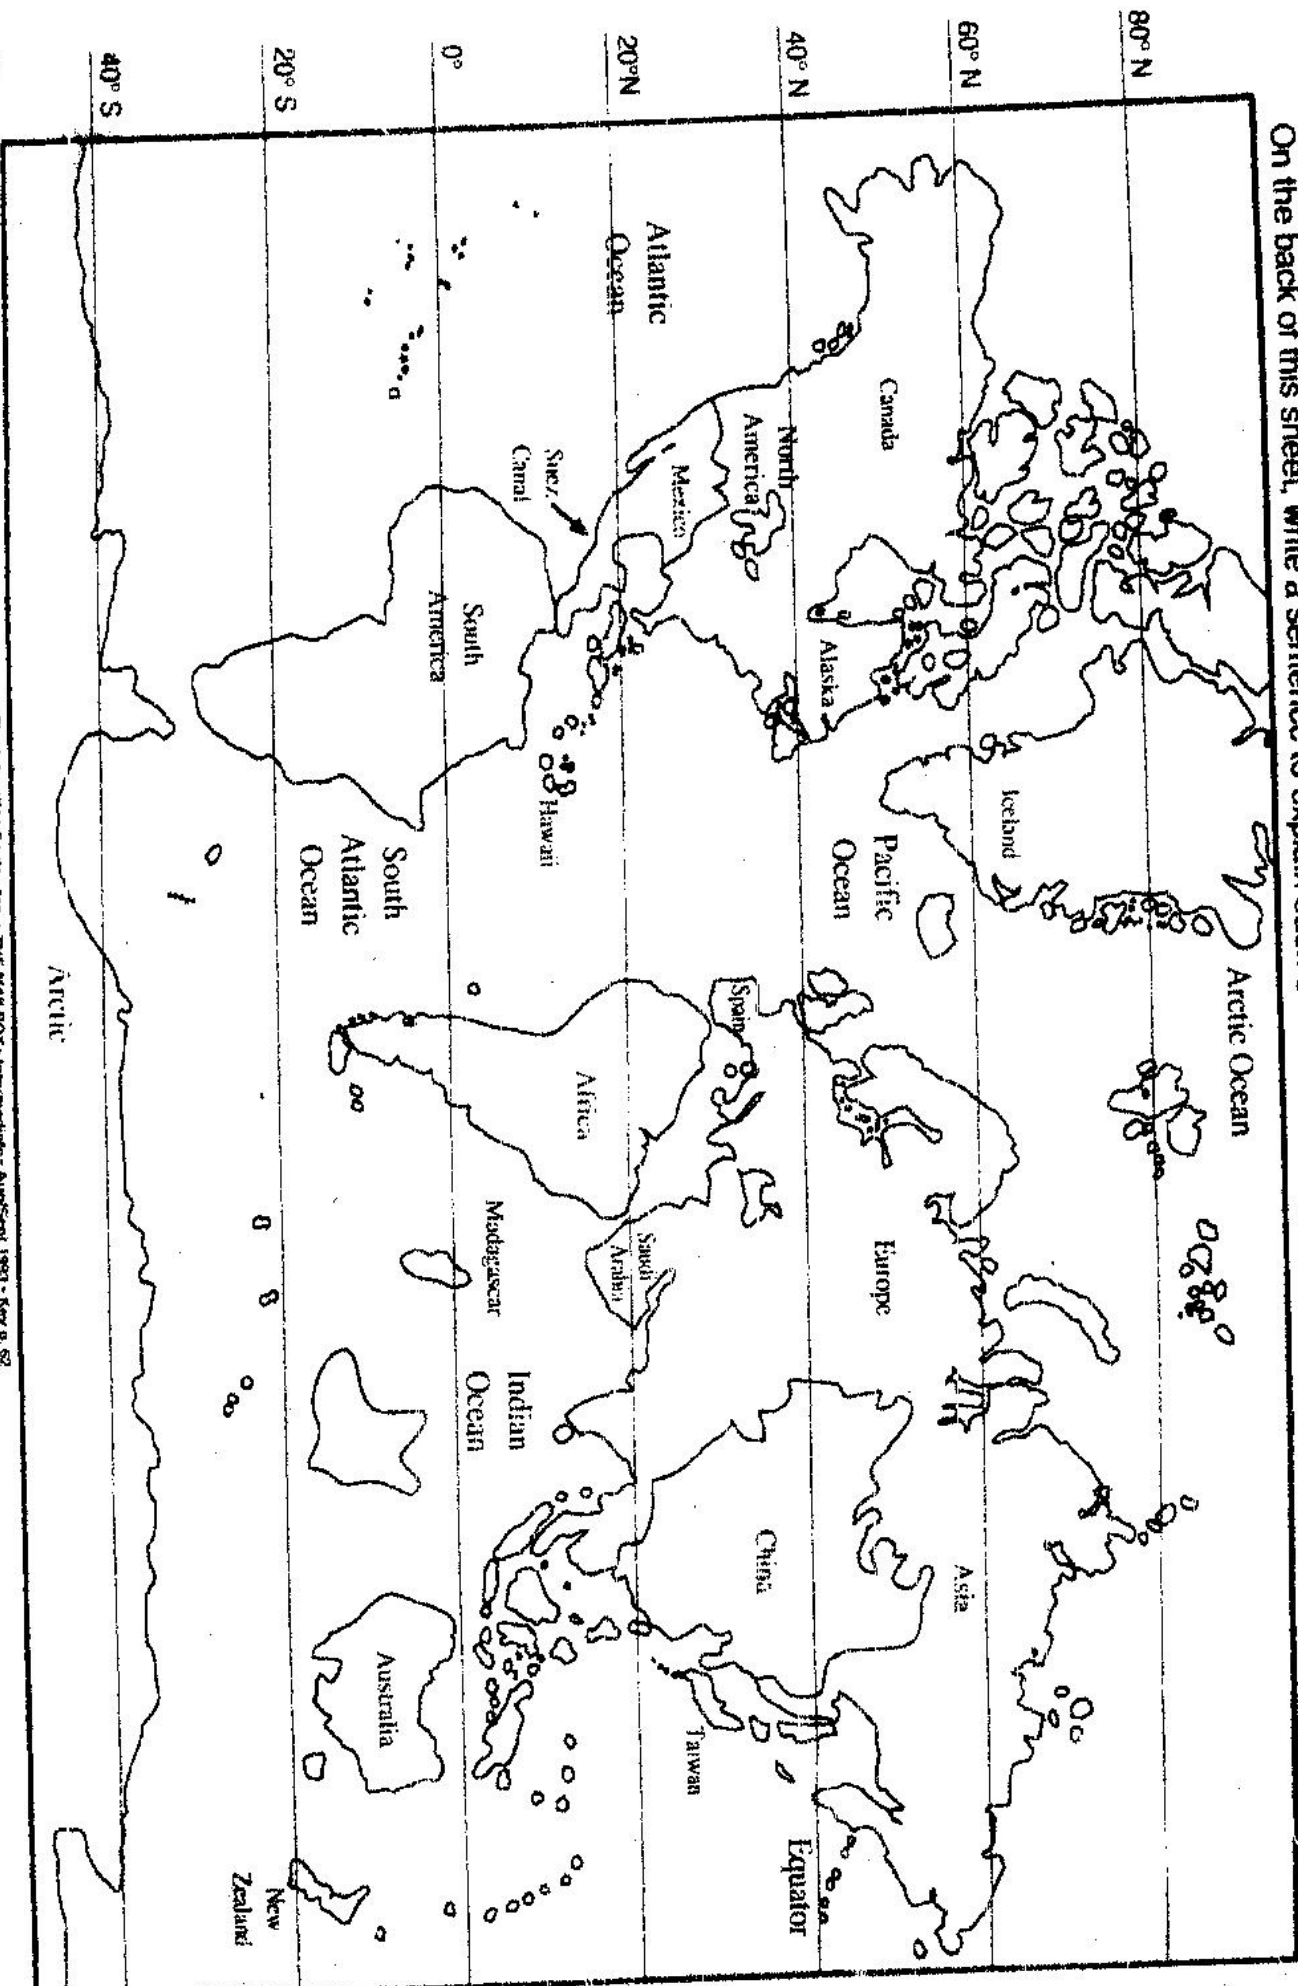 On the back of this sheet, write a sentence to explain each
80° N
60° N
40° N
20°N
0°
20° S
40° S
Arctic Ocean
Iceland
Canada
Alaska
Pacific
Ocean
Europe
Asia
North
America
Mexico
Atlantic
Ocean
Suez
Canal
Hawaii
Spain
Africa
Saudi
Arabia
China
Taiwan
Equator
South
America
South
Atlantic
Ocean
Madagascar
Indian
Ocean
Australia
New
Zealand
Arctic